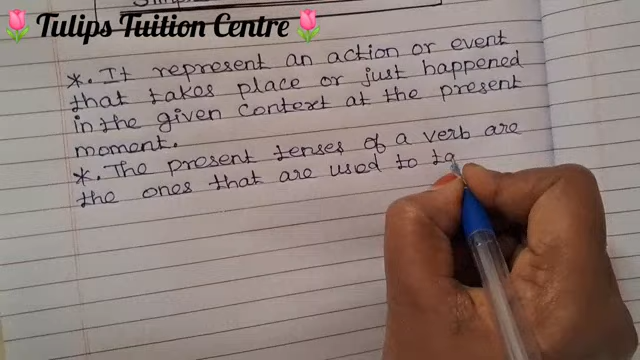 Tulips Tuition Centre
*. It represent an action or event
that takes place or just happened
in the given context at the present
moment.
*. The present tenses of a verb are
the ones that are used to ta